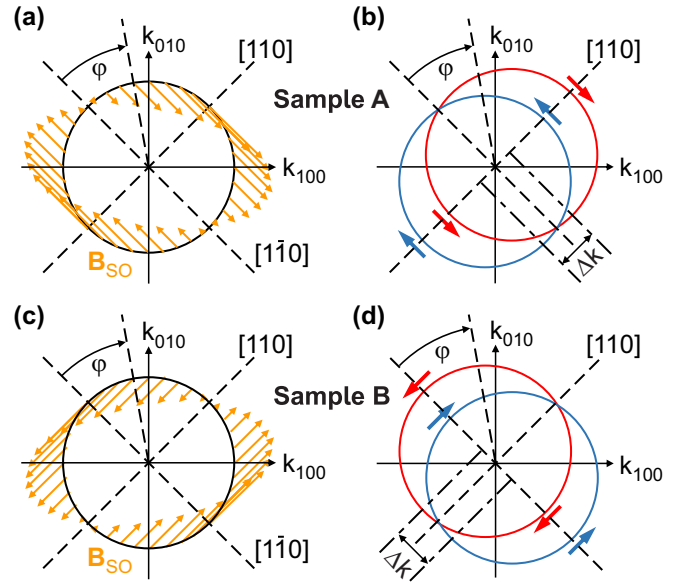 (a)
k010
[110]
φ
k100
[11̄0]
BSO
Sample A
(b)
k010
[110]
φ
k100
Δk
(c)
k010
[110]
φ
k100
[11̄0]
BSO
Sample B
(d)
k010
[110]
φ
k100
Δk